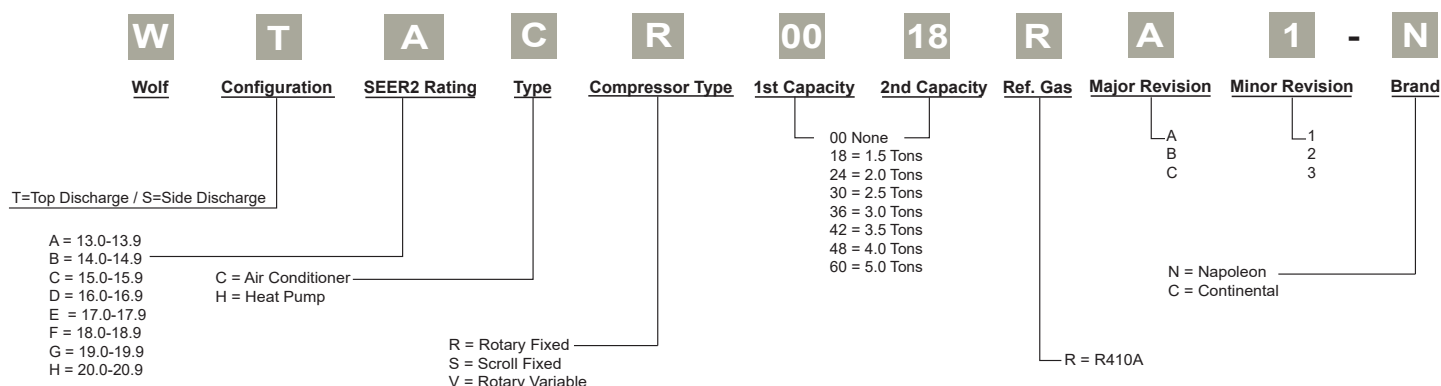 W T A C R 00 18 R A 1 - N
Wolf Configuration SEER2 Rating Type Compressor Type 1st Capacity 2nd Capacity Ref. Gas Major Revision Minor Revision Brand
00 None
18 = 1.5 Tons
24 = 2.0 Tons
30 = 2.5 Tons
36 = 3.0 Tons
42 = 3.5 Tons
48 = 4.0 Tons
60 = 5.0 Tons
A
B
C
1
2
3
T=Top Discharge / S=Side Discharge
A = 13.0-13.9
B = 14.0-14.9
C = 15.0-15.9
D = 16.0-16.9
E = 17.0-17.9
F = 18.0-18.9
G = 19.0-19.9
H = 20.0-20.9
C = Air Conditioner
H = Heat Pump
N = Napoleon
C = Continental
R = Rotary Fixed
S = Scroll Fixed
V = Rotary Variable
R = R410A